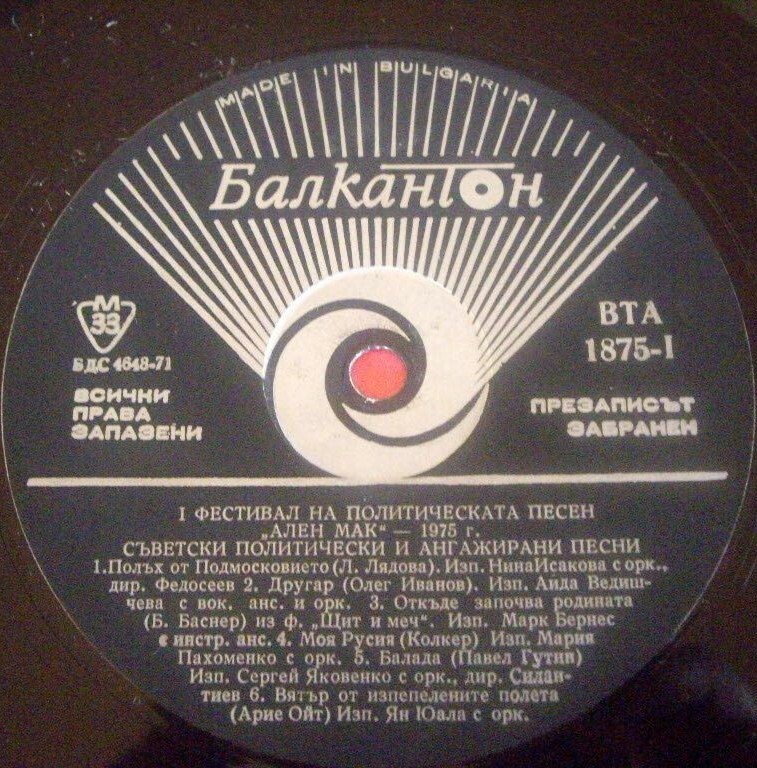 MADE IN BULGARIA
Балкантон
М
33
БДС 4648-71
ВСИЧКИ
ПРАВА
ЗАПАЗЕНИ
ВТА
1875-I
ПРЕЗАПИСЪТ
ЗАБРАНЕН
I ФЕСТИВАЛ НА ПОЛИТИЧЕСКАТА ПЕСЕН
„АЛЕН МАК“ — 1975 г.
СЪВЕТСКИ ПОЛИТИЧЕСКИ И АНГАЖИРАНИ ПЕСНИ
1.Полъх от Подмосковието (Л. Лядова). Изп. НинаИсакова с орк.,
дир. Федосеев 2. Другар (Олег Иванов). Изп. Аида Ведиш-
чева с вок. анс. и орк. 3. Откъде започва родината
(Б. Баснер) из ф. „Щит и меч“. Изп. Марк Бернес
с инстр. анс. 4. Моя Русия (Колкер) Изп. Мария
Пахоменко с орк. 5. Балада (Павел Гутин)
Изп. Сергей Яковенко с орк., дир. Силан-
тиев 6. Вятър от изпепелените полета
(Арие Ойт) Изп. Ян Юала с орк.